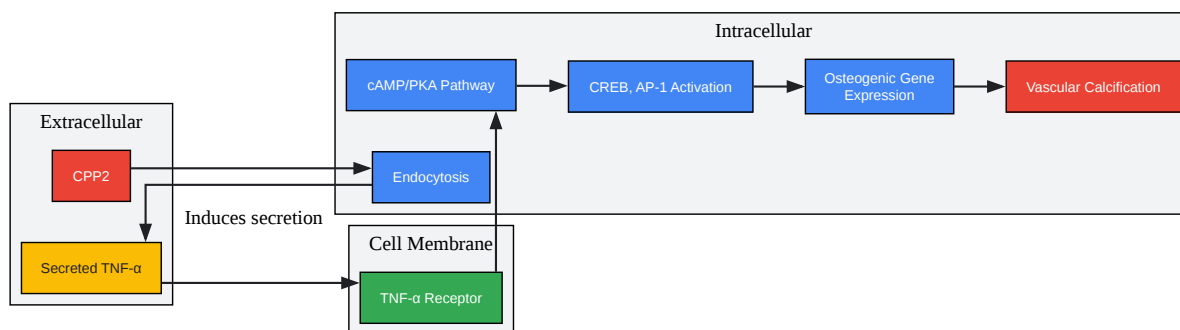 Intracellular
cAMP/PKA Pathway
CREB, AP-1 Activation
Osteogenic Gene
Expression
Vascular Calcification
Extracellular
CPP2
Endocytosis
Induces secretion
Secreted TNF-α
Cell Membrane
TNF-α Receptor